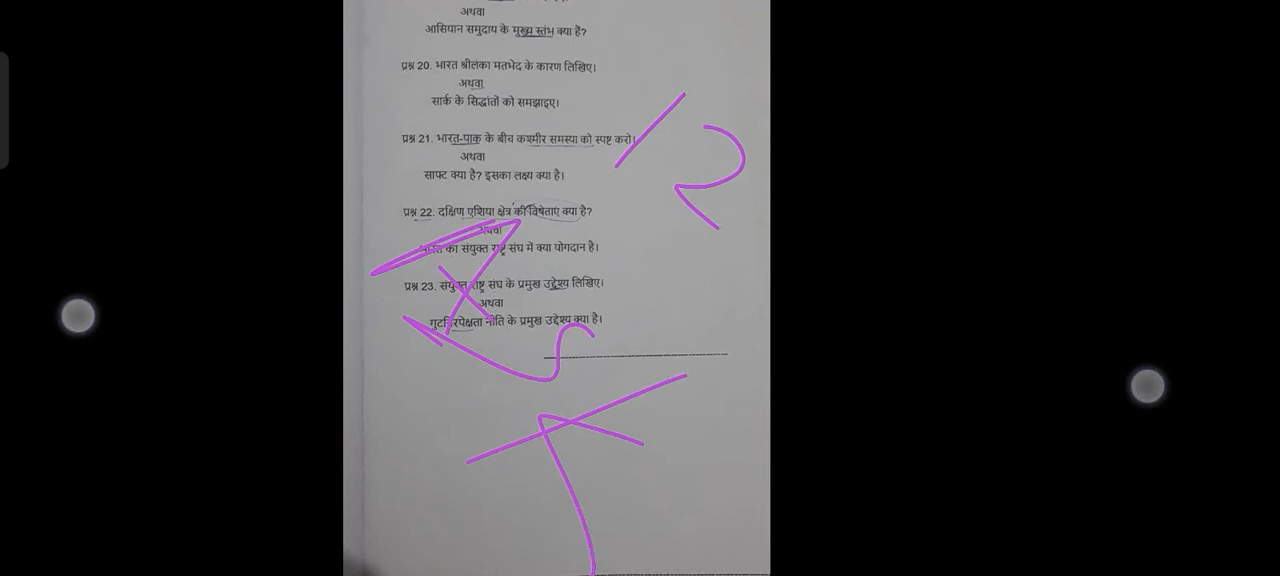 अथवा
आसियान समुदाय के मुख्य स्तंभ क्या हैं?
प्रश्न 20. भारत श्रीलंका मतभेद के कारण लिखिए।
अथवा
सार्क के सिद्धांतों को समझाइए।
प्रश्न 21. भारत-पाक के बीच कश्मीर समस्या को स्पष्ट करो।
अथवा
साफ्ट क्या है? इसका लक्ष्य क्या है।
प्रश्न 22. दक्षिण एशिया क्षेत्र की विषेताएं क्या है?
अथवा
का संयुक्त राष्ट्र संघ में क्या योगदान है।
प्रश्न 23. संयुक्त राष्ट्र संघ के प्रमुख उद्देश्य लिखिए।
अथवा
गुटनिरपेक्षता नीति के प्रमुख उद्देश्य क्या है।
12